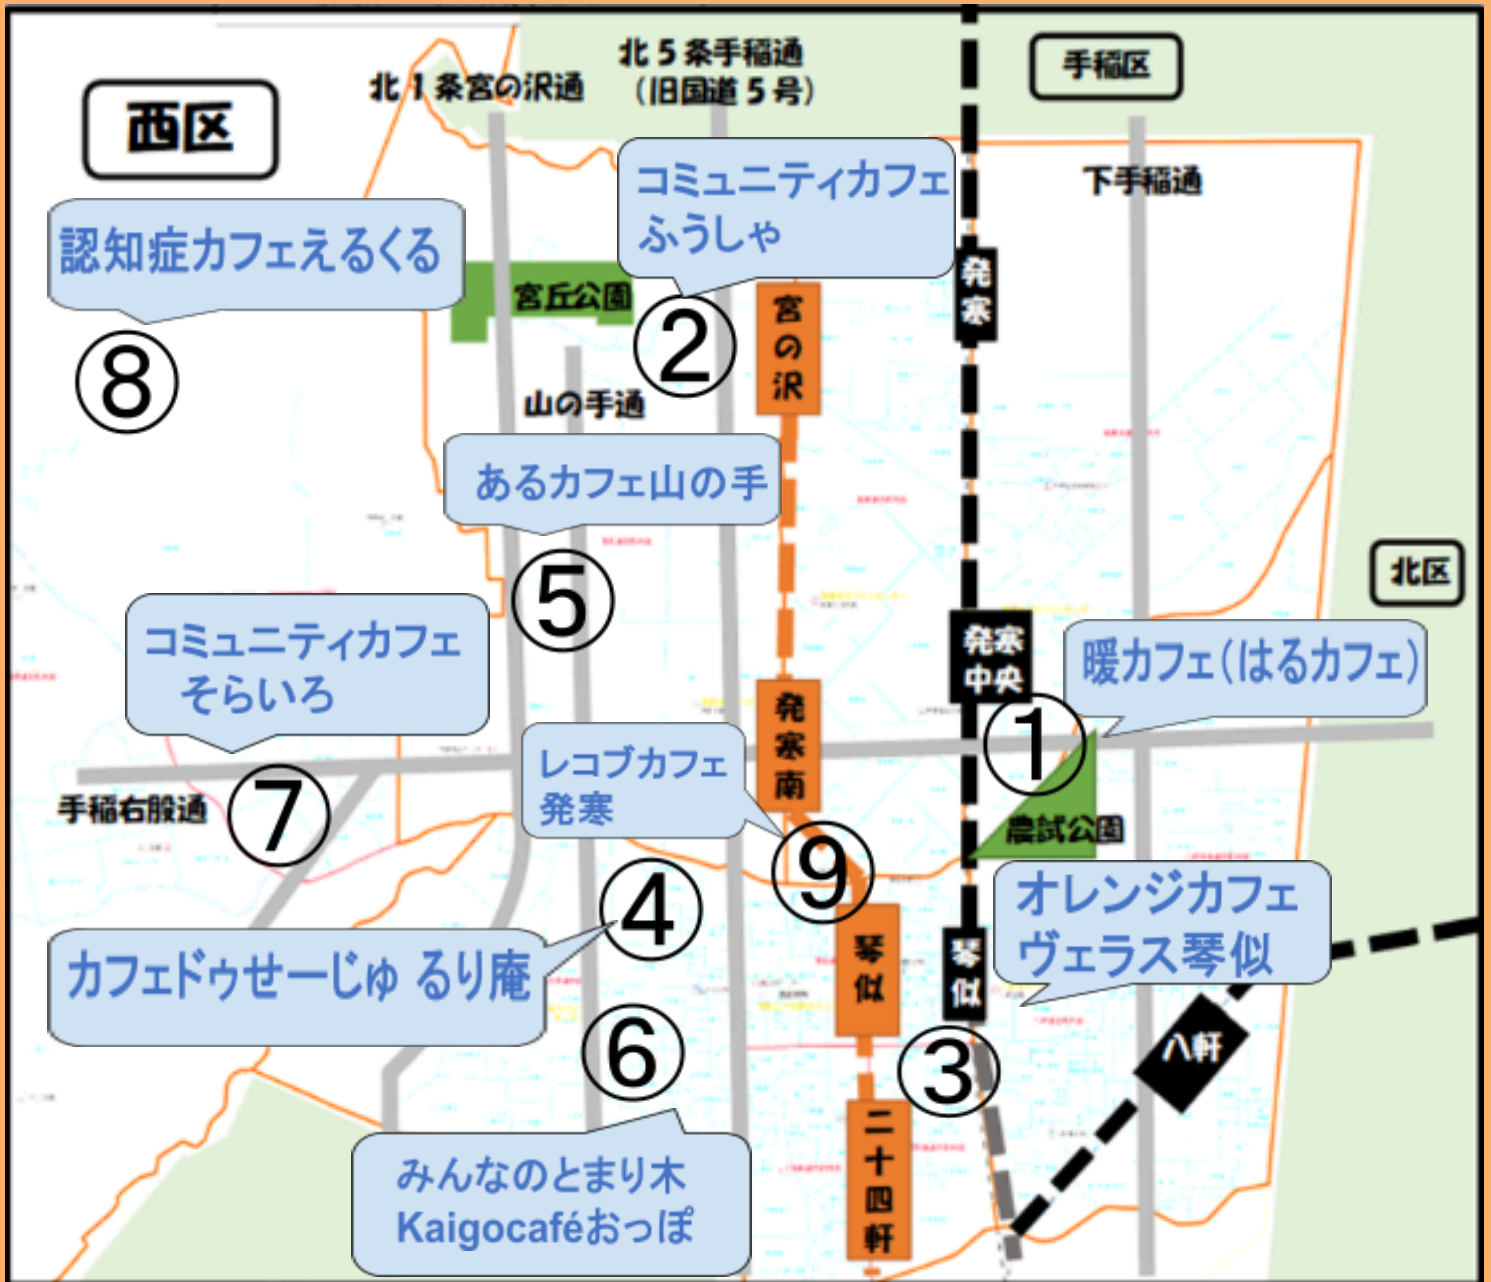 北5条手稲通
（旧国道5号）
北1条宮の沢通
手稲区
西区
下手稲通
コミュニティカフェ
ふうしゃ
認知症カフェえるくる
発寒
宮丘公園
宮の沢
②
⑧
山の手通
あるカフェ山の手
⑤
北区
コミュニティカフェ
そらいろ
発寒
中央
暖カフェ(はるカフェ)
①
レコブカフェ
発寒
発寒南
手稲右股通
⑦
農試公園
⑨
④
オレンジカフェ
ヴェラス琴似
カフェドゥせーじゅ るり庵
琴似
琴似
八軒
⑥
③
二十四軒
みんなのとまり木
Kaigocaféおっぽ